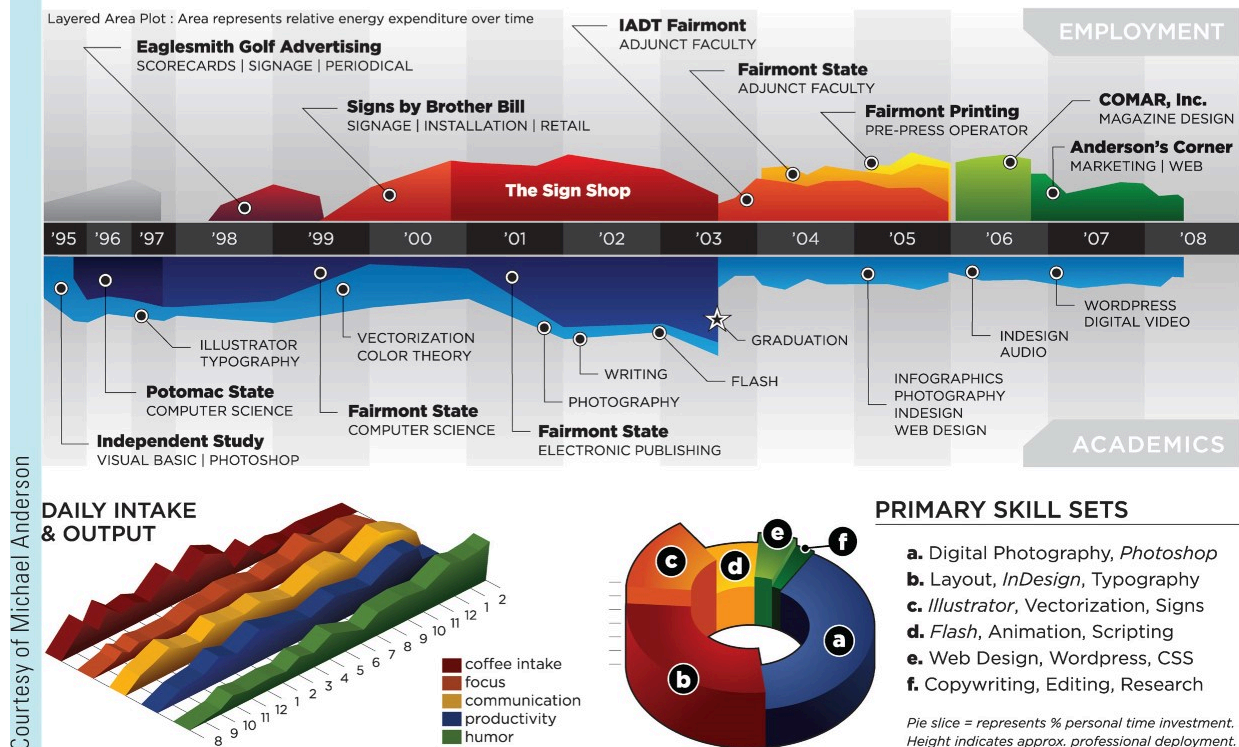 Layered Area Plot : Area represents relative energy expenditure over time
EMPLOYMENT
Eaglesmith Golf Advertising
SCORECARDS | SIGNAGE | PERIODICAL
Signs by Brother Bill
SIGNAGE | INSTALLATION | RETAIL
IADT Fairmont
ADJUNCT FACULTY
Fairmont State
ADJUNCT FACULTY
Fairmont Printing
PRE-PRESS OPERATOR
COMAR, Inc.
MAGAZINE DESIGN
Anderson's Corner
MARKETING | WEB
The Sign Shop
'95 '96 '97 '98 '99 '00 '01 '02 '03 '04 '05 '06 '07 '08
ILLUSTRATOR
TYPOGRAPHY
Potomac State
COMPUTER SCIENCE
Independent Study
VISUAL BASIC | PHOTOSHOP
VECTORIZATION
COLOR THEORY
Fairmont State
COMPUTER SCIENCE
WRITING
PHOTOGRAPHY
Fairmont State
ELECTRONIC PUBLISHING
FLASH
GRADUATION
INFOGRAPHICS
PHOTOGRAPHY
INDESIGN
WEB DESIGN
INDESIGN
AUDIO
WORDPRESS
DIGITAL VIDEO
ACADEMICS
Courtesy of Michael Anderson
DAILY INTAKE
& OUTPUT
8 9 10 11 12 1 2 3 4 5 6 7 8 9 10 11 12 1 2
coffee intake
focus
communication
productivity
humor
a
b
c
d
e
f
PRIMARY SKILL SETS
a. Digital Photography, Photoshop
b. Layout, InDesign, Typography
c. Illustrator, Vectorization, Signs
d. Flash, Animation, Scripting
e. Web Design, Wordpress, CSS
f. Copywriting, Editing, Research
Pie slice = represents % personal time investment.
Height indicates approx. professional deployment.